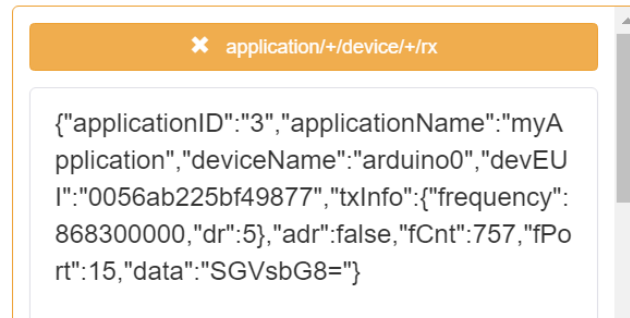 ✖ application/+/device/+/rx
{"applicationID":"3","applicationName":"myA
pplication","deviceName":"arduino0","devEU
I":"0056ab225bf49877","txInfo":{"frequency":
868300000,"dr":5},"adr":false,"fCnt":757,"fPo
rt":15,"data":"SGVsbG8="}